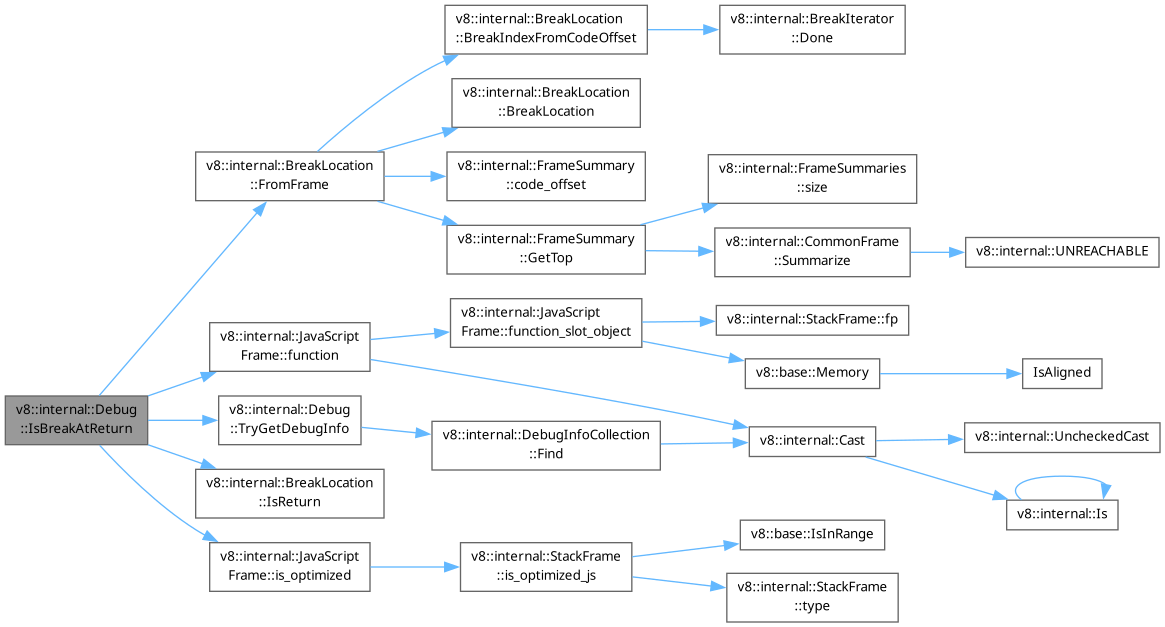 v8::internal::BreakLocation
::BreakIndexFromCodeOffset
v8::internal::BreakIterator
::Done
v8::internal::BreakLocation
::BreakLocation
v8::internal::BreakLocation
::FromFrame
v8::internal::FrameSummary
::code_offset
v8::internal::FrameSummaries
::size
v8::internal::FrameSummary
::GetTop
v8::internal::CommonFrame
::Summarize
v8::internal::UNREACHABLE
v8::internal::JavaScript
Frame::function_slot_object
v8::internal::StackFrame::fp
v8::internal::JavaScript
Frame::function
v8::base::Memory
IsAligned
v8::internal::Debug
::IsBreakAtReturn
v8::internal::Debug
::TryGetDebugInfo
v8::internal::DebugInfoCollection
::Find
v8::internal::Cast
v8::internal::UncheckedCast
v8::internal::BreakLocation
::IsReturn
v8::internal::Is
v8::internal::JavaScript
Frame::is_optimized
v8::internal::StackFrame
::is_optimized_js
v8::base::IsInRange
v8::internal::StackFrame
::type